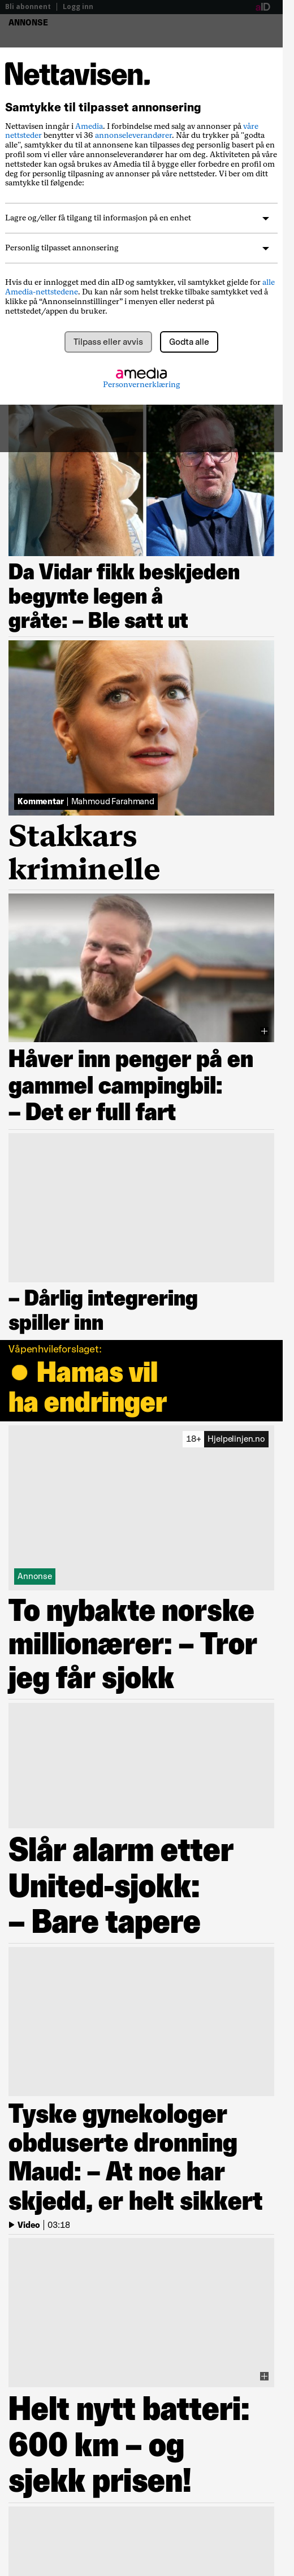 Bli abonnent | Logg inn
aID
ANNONSE
Nettavisen.
Samtykke til tilpasset annonsering
Nettavisen inngår i Amedia. I forbindelse med salg av annonser på våre
nettsteder benytter vi 36 annonseleverandører. Når du trykker på "godta
alle", samtykker du til at annonsene kan tilpasses deg personlig basert på en
profil som vi eller våre annonseleverandører har om deg. Aktiviteten på våre
nettsteder kan også brukes av Amedia til å bygge eller forbedre en profil om
deg for personlig tilpasning av annonser på våre nettsteder. Vi ber om ditt
samtykke til følgende:
Lagre og/eller få tilgang til informasjon på en enhet
Personlig tilpasset annonsering
Hvis du er innlogget med din aID og samtykker, vil samtykket gjelde for alle
Amedia-nettstedene. Du kan når som helst trekke tilbake samtykket ved å
klikke på “Annonseinnstillinger” i menyen eller nederst på
nettstedet/appen du bruker.
Tilpass eller avvis
Godta alle
amedia
Personvernerklæring
Da Vidar fikk beskjeden
begynte legen å
gråte: – Ble satt ut
Kommentar | Mahmoud Farahmand
Stakkars
kriminelle
Håver inn penger på en
gammel campingbil:
– Det er full fart
– Dårlig integrering
spiller inn
Våpenhvileforslaget:
● Hamas vil
ha endringer
18+ Hjelpelinjen.no
Annonse
To nybakte norske
millionærer: – Tror
jeg får sjokk
Slår alarm etter
United-sjokk:
– Bare tapere
Tyske gynekologer
obduserte dronning
Maud: – At noe har
skjedd, er helt sikkert
Video | 03:18
Helt nytt batteri:
600 km – og
sjekk prisen!